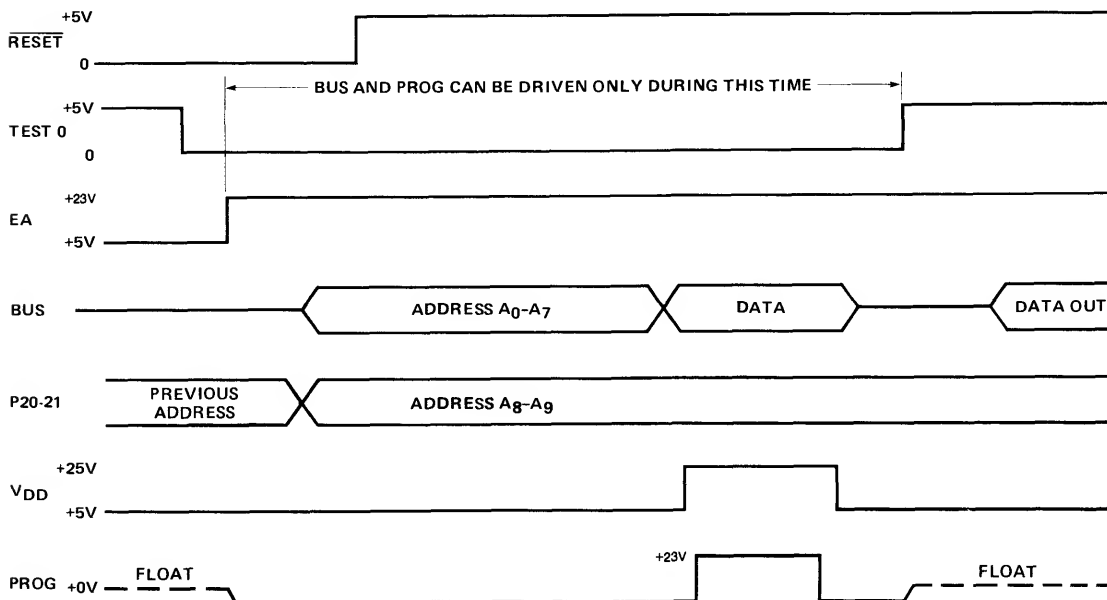 +5V
RESET
0
BUS AND PROG CAN BE DRIVEN ONLY DURING THIS TIME
+5V
TEST 0
0
+23V
EA
+5V
BUS
ADDRESS A0-A7
DATA
DATA OUT
P20-21
PREVIOUS
ADDRESS
ADDRESS A8-A9
+25V
VDD
+5V
+23V
PROG +0V FLOAT
FLOAT